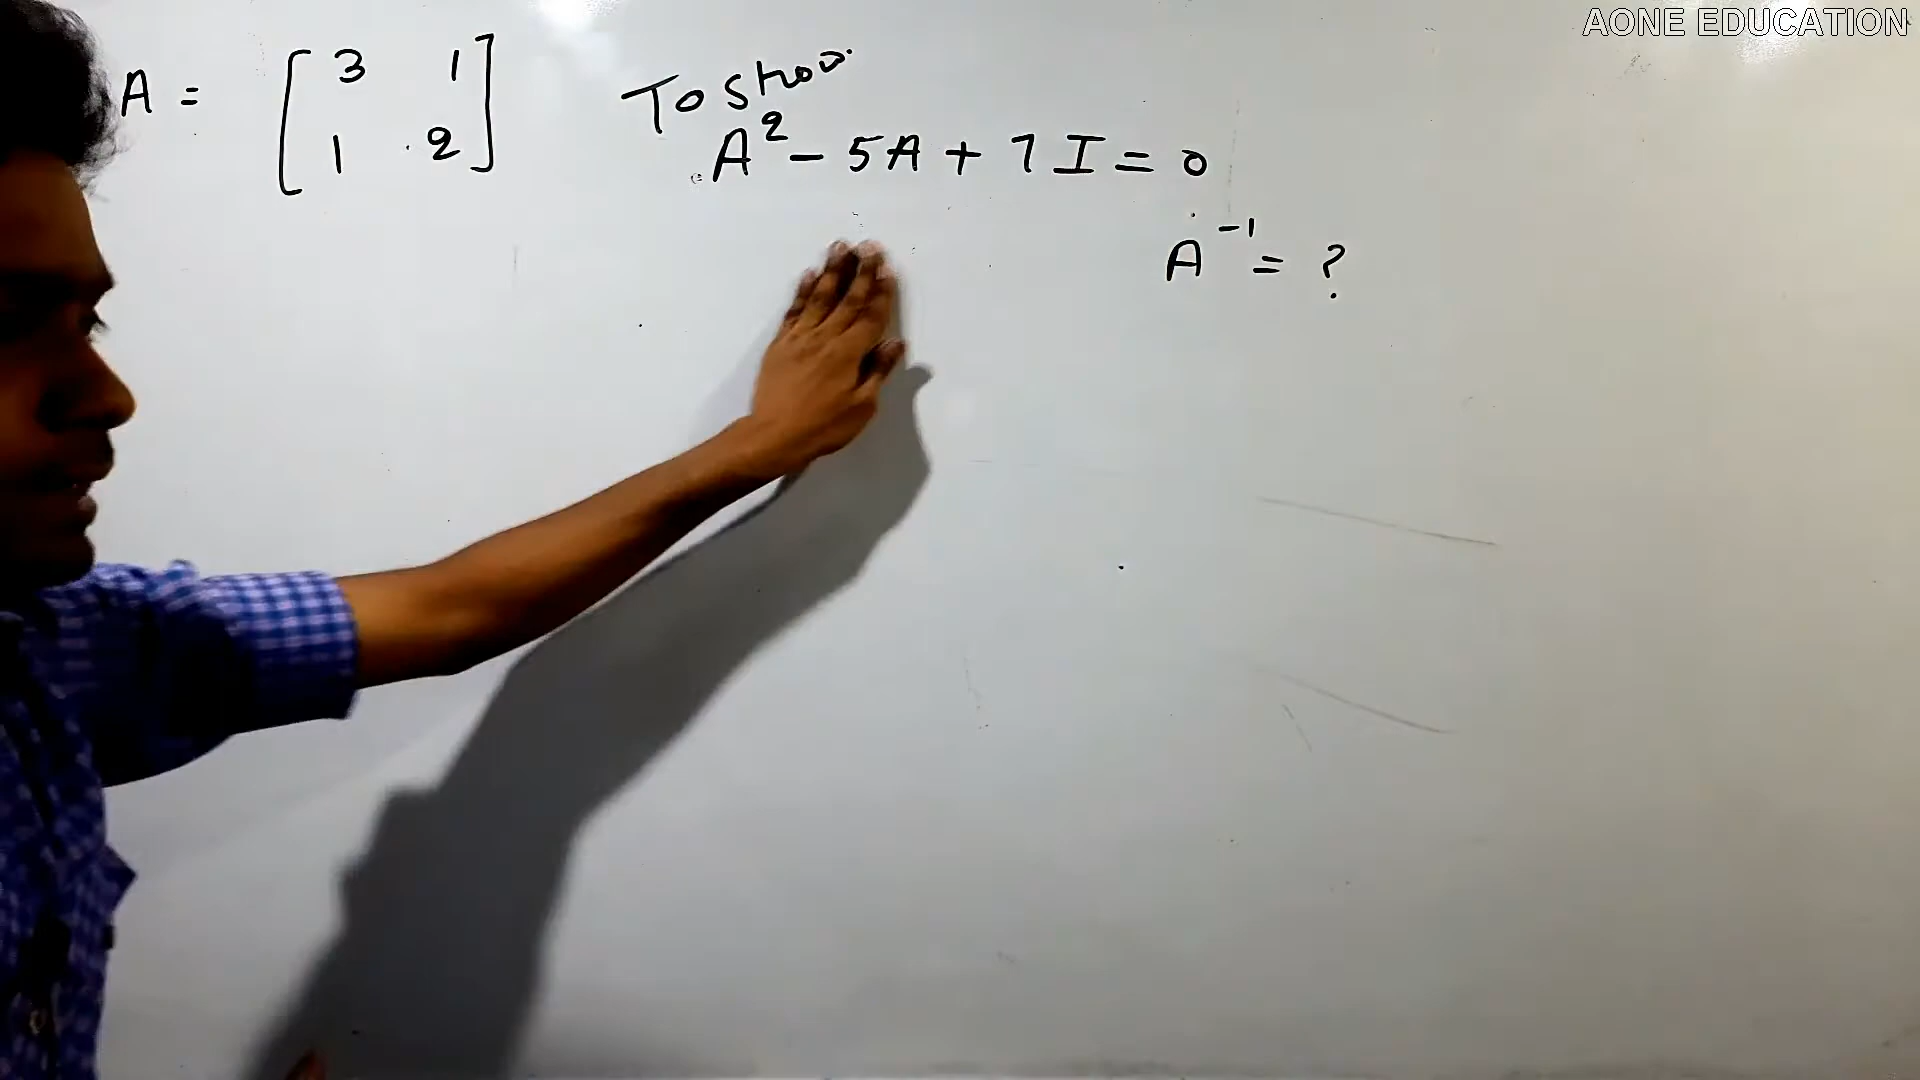 AONE EDUCATION
A = [ 3 1
1 2 ]
To show
A² - 5A + 7I = 0
A⁻¹ = ?